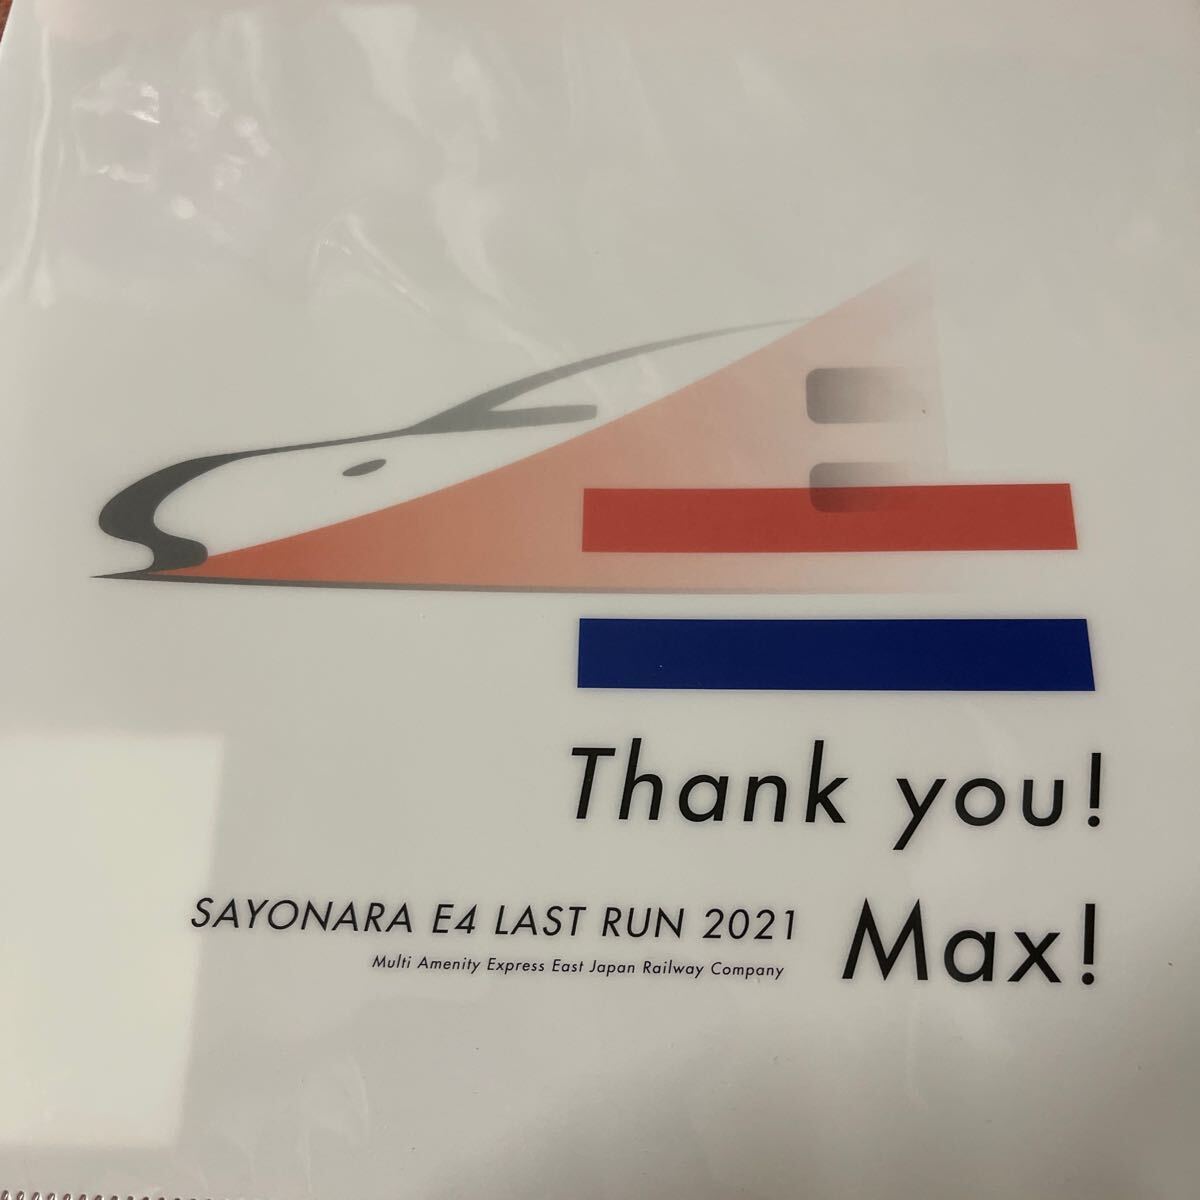 Thank you!
SAYONARA E4 LAST RUN 2021
Multi Amenity Express East Japan Railway Company
Max!